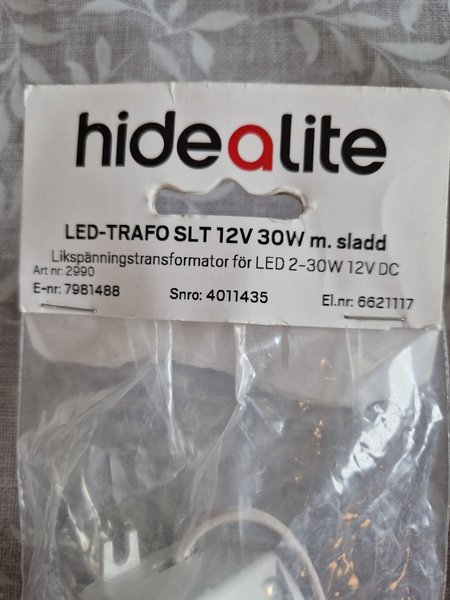 hidealite
LED-TRAFO SLT 12V 30W m. sladd
Likspänningstransformator för LED 2-30W 12V DC
Art nr: 2990
E-nr: 7981488 Snro: 4011435 El.nr: 6621117